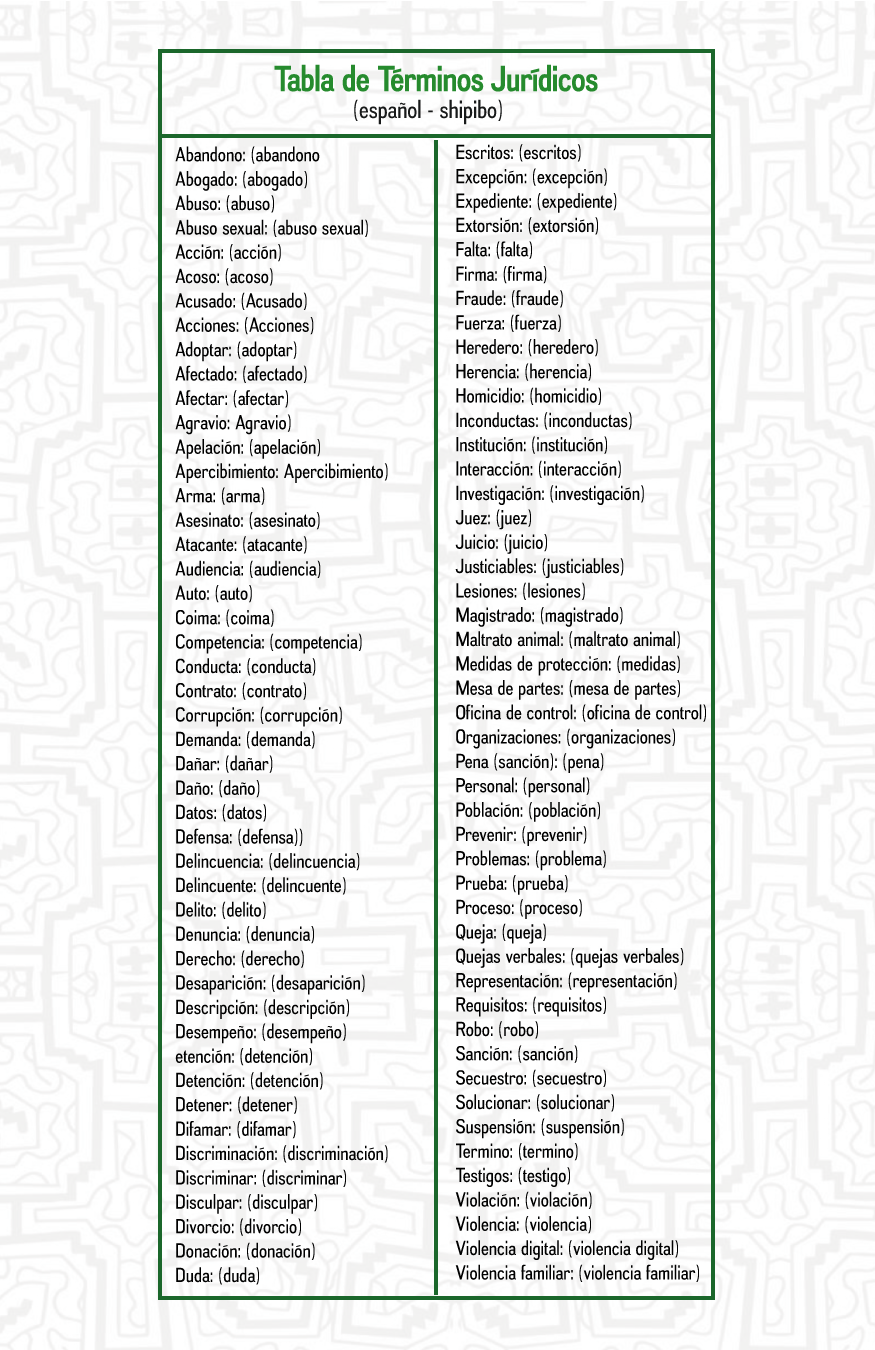 Tabla de Términos Jurídicos
(español - shipibo)
Abandono: (abandono
Abogado: (abogado)
Abuso: (abuso)
Abuso sexual: (abuso sexual)
Acción: (acción)
Acoso: (acoso)
Acusado: (Acusado)
Acciones: (Acciones)
Adoptar: (adoptar)
Afectado: (afectado)
Afectar: (afectar)
Agravio: Agravio)
Apelación: (apelación)
Apercibimiento: Apercibimiento)
Arma: (arma)
Asesinato: (asesinato)
Atacante: (atacante)
Audiencia: (audiencia)
Auto: (auto)
Coima: (coima)
Competencia: (competencia)
Conducta: (conducta)
Contrato: (contrato)
Corrupción: (corrupción)
Demanda: (demanda)
Dañar: (dañar)
Daño: (daño)
Datos: (datos)
Defensa: (defensa))
Delincuencia: (delincuencia)
Delincuente: (delincuente)
Delito: (delito)
Denuncia: (denuncia)
Derecho: (derecho)
Desaparición: (desaparición)
Descripción: (descripción)
Desempeño: (desempeño)
etención: (detención)
Detención: (detención)
Detener: (detener)
Difamar: (difamar)
Discriminación: (discriminación)
Discriminar: (discriminar)
Disculpar: (disculpar)
Divorcio: (divorcio)
Donación: (donación)
Duda: (duda)
Escritos: (escritos)
Excepción: (excepción)
Expediente: (expediente)
Extorsión: (extorsión)
Falta: (falta)
Firma: (firma)
Fraude: (fraude)
Fuerza: (fuerza)
Heredero: (heredero)
Herencia: (herencia)
Homicidio: (homicidio)
Inconductas: (inconductas)
Institución: (institución)
Interacción: (interacción)
Investigación: (investigación)
Juez: (juez)
Juicio: (juicio)
Justiciables: (justiciables)
Lesiones: (lesiones)
Magistrado: (magistrado)
Maltrato animal: (maltrato animal)
Medidas de protección: (medidas)
Mesa de partes: (mesa de partes)
Oficina de control: (oficina de control)
Organizaciones: (organizaciones)
Pena (sanción): (pena)
Personal: (personal)
Población: (población)
Prevenir: (prevenir)
Problemas: (problema)
Prueba: (prueba)
Proceso: (proceso)
Queja: (queja)
Quejas verbales: (quejas verbales)
Representación: (representación)
Requisitos: (requisitos)
Robo: (robo)
Sanción: (sanción)
Secuestro: (secuestro)
Solucionar: (solucionar)
Suspensión: (suspensión)
Termino: (termino)
Testigos: (testigo)
Violación: (violación)
Violencia: (violencia)
Violencia digital: (violencia digital)
Violencia familiar: (violencia familiar)